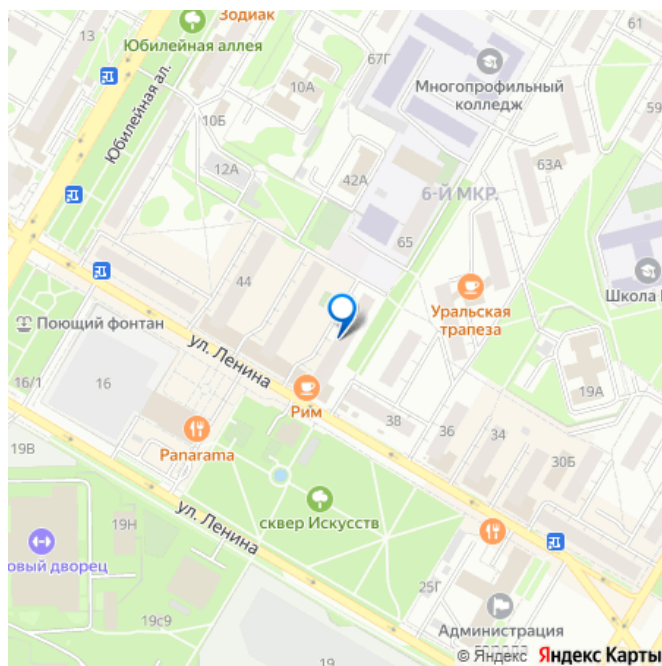 Зодиак
13
67Г
Юбилейная аллея
Многопрофильный
колледж
10А
Юбилейная ал.
59
10Б
12А
63А
42А
6-Й МКР.
65
44
Школа
Уральская
трапеза
Поющий фонтан
ул. Ленина
16/1
16
19А
Рим
38
36
34
19В
Panarama
30Б
сквер Искусств
ул. Ленина
19Н
овый дворец
25Г
19с9
Администрация
19
© Яндекс Яндекс Карты